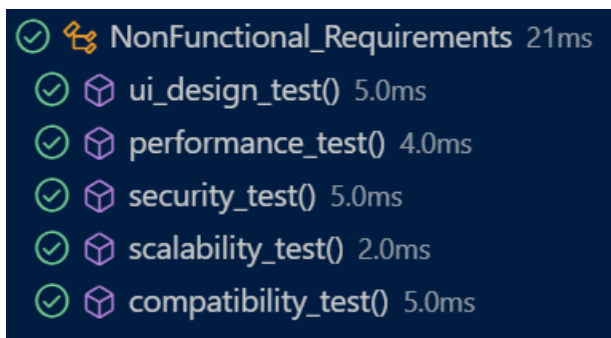 NonFunctional_Requirements 21ms
ui_design_test() 5.0ms
performance_test() 4.0ms
security_test() 5.0ms
scalability_test() 2.0ms
compatibility_test() 5.0ms